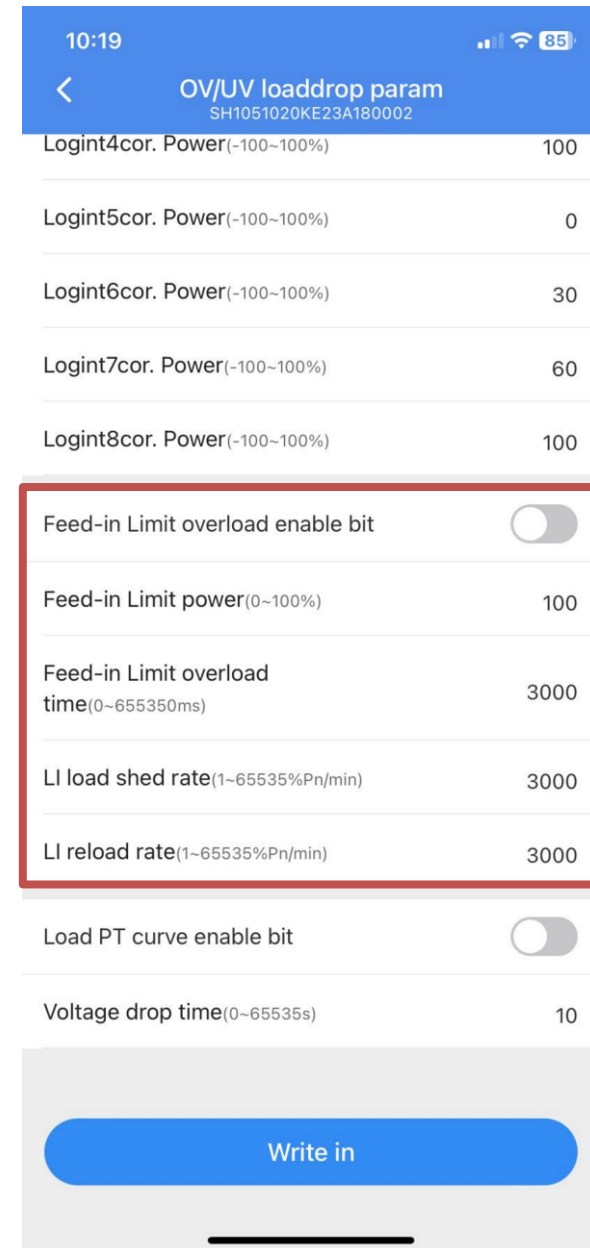 10:19
85
OV/UV loaddrop param
SH1051020KE23A180002
Logint4cor. Power(-100~100%) 100
Logint5cor. Power(-100~100%) 0
Logint6cor. Power(-100~100%) 30
Logint7cor. Power(-100~100%) 60
Logint8cor. Power(-100~100%) 100
Feed-in Limit overload enable bit
Feed-in Limit power(0~100%) 100
Feed-in Limit overload
time(0~655350ms) 3000
LI load shed rate(1~65535%Pn/min) 3000
LI reload rate(1~65535%Pn/min) 3000
Load PT curve enable bit
Voltage drop time(0~65535s) 10
Write in